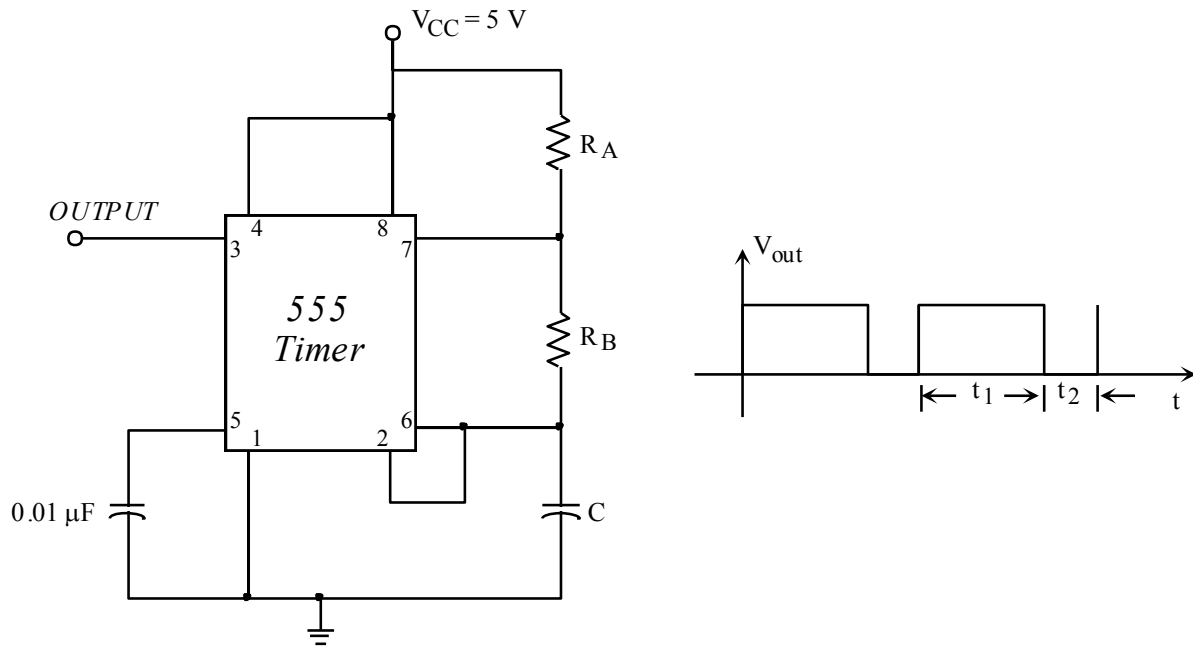 V_CC = 5 V
R_A
OUTPUT
4
8
3
7
555
Timer
R_B
5
1
2
6
0.01 μF
C
V_out
t_1
t_2
t